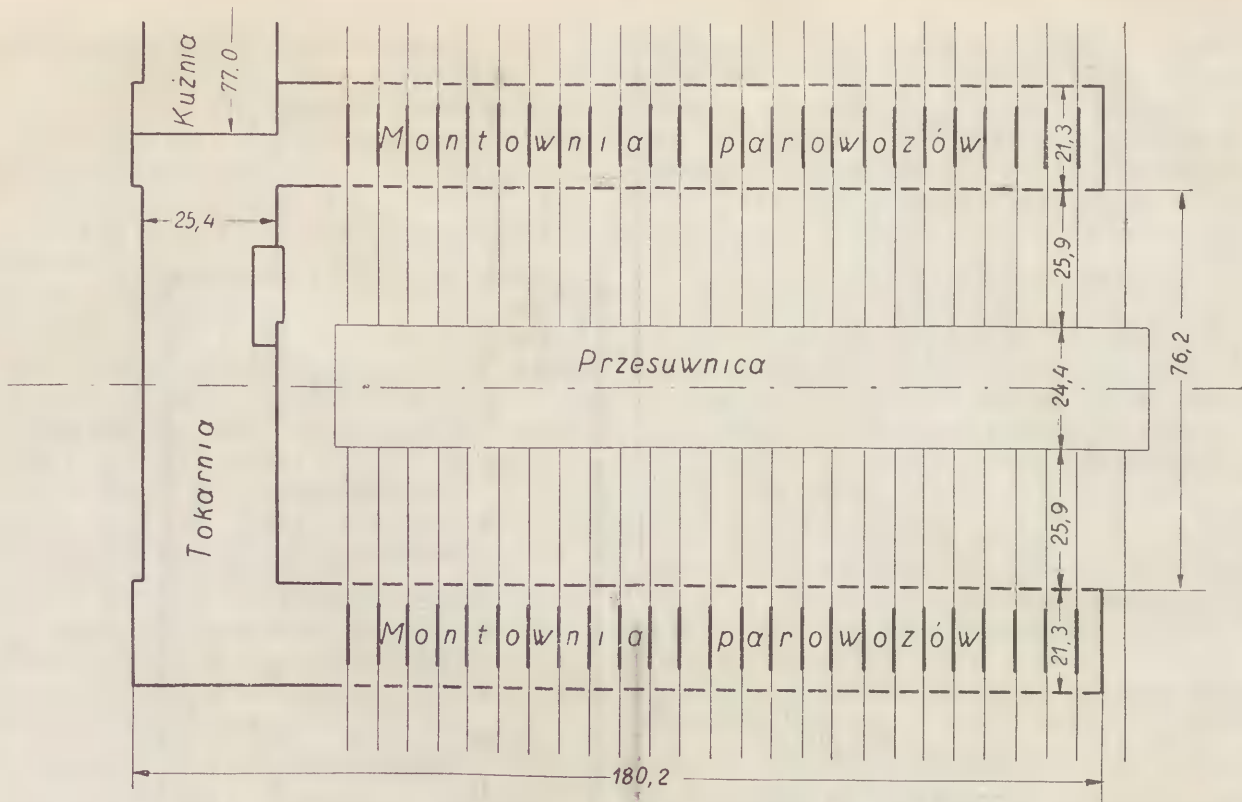 Kuźnia
77.0
Montownia parowozów
21,3
25,4
25,9
Przesuwnica
24,4
76,2
Tokarnia
25,9
Montownia parowozów
21,3
180,2